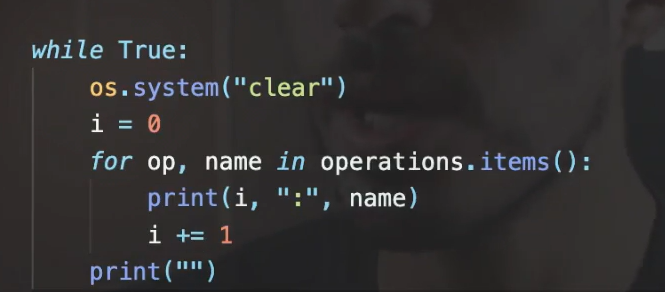 while True:
    os.system("clear")
    i = 0
    for op, name in operations.items():
        print(i, ":", name)
        i += 1
    print("")